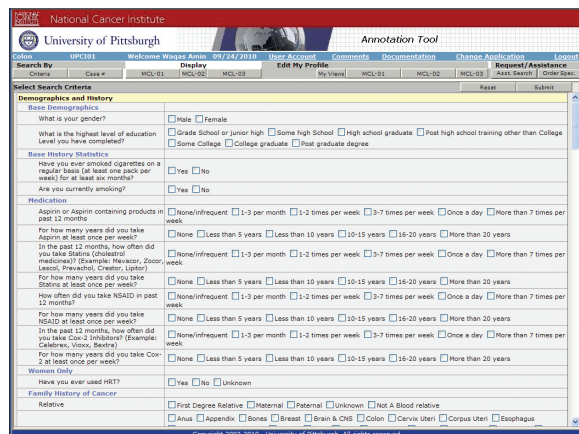 NATIONAL CANCER INSTITUTE National Cancer Institute
University of Pittsburgh Annotation Tool
Colon UPCI01 Welcome Waqas Amin 09/24/2010 User Account Comments Documentation Change Application Logout
Search By Display Edit My Profile Request/Assistance
Criteria Case # MCL-01 MCL-02 MCL-03 My Views MCL-01 MCL-02 MCL-03 Asst. Search Order Spec.
Select Search Criteria Reset Submit
Demographics and History
Base Demographics
What is your gender? Male Female
What is the highest level of education Level you have completed? Grade School or junior high Some high School High school graduate Post high school training other than College
Some College College graduate Post graduate degree
Base History Statistics
Have you ever smoked cigarettes on a regular basis (at least one pack per week) for at least six months? Yes No
Are you currently smoking? Yes No
Medication
Aspirin or Aspirin containing products in past 12 months None/infrequent 1-3 per month 1-2 times per week 3-7 times per week Once a day More than 7 times per week
For how many years did you take Aspirin at least once per week? None Less than 5 years Less than 10 years 10-15 years 16-20 years More than 20 years
In the past 12 months, how often did you take Statins (cholestrol medicines)? (Example: Mevacor, Zocor, Lescol, Prevachol, Crestor, Lipitor) None/infrequent 1-3 per month 1-2 times per week 3-7 times per week Once a day More than 7 times per week
For how many years did you take Statins at least once per week? None Less than 5 years Less than 10 years 10-15 years 16-20 years More than 20 years
How often did you take NSAID in past 12 months? None/infrequent 1-3 per month 1-2 times per week 3-7 times per week Once a day More than 7 times per week
For how many years did you take NSAID at least once per week? None Less than 5 years Less than 10 years 10-15 years 16-20 years More than 20 years
In the past 12 months, how often did you take Cox-2 Inhibitors? (Example: Celebrex, Vioxx, Bextra) None/infrequent 1-3 per month 1-2 times per week 3-7 times per week Once a day More than 7 times per week
For how many years did you take Cox-2 at least once per week? None Less than 5 years Less than 10 years 10-15 years 16-20 years More than 20 years
Women Only
Have you ever used HRT? Yes No Unknown
Family History of Cancer
Relative First Degree Relative Maternal Paternal Unknown Not A Blood relative
Anus Appendix Bones Breast Brain & CNS Colon Cervix Uteri Corpus Uteri Esophagus
Copyright 2002-2010 University of Pittsburgh. All rights reserved